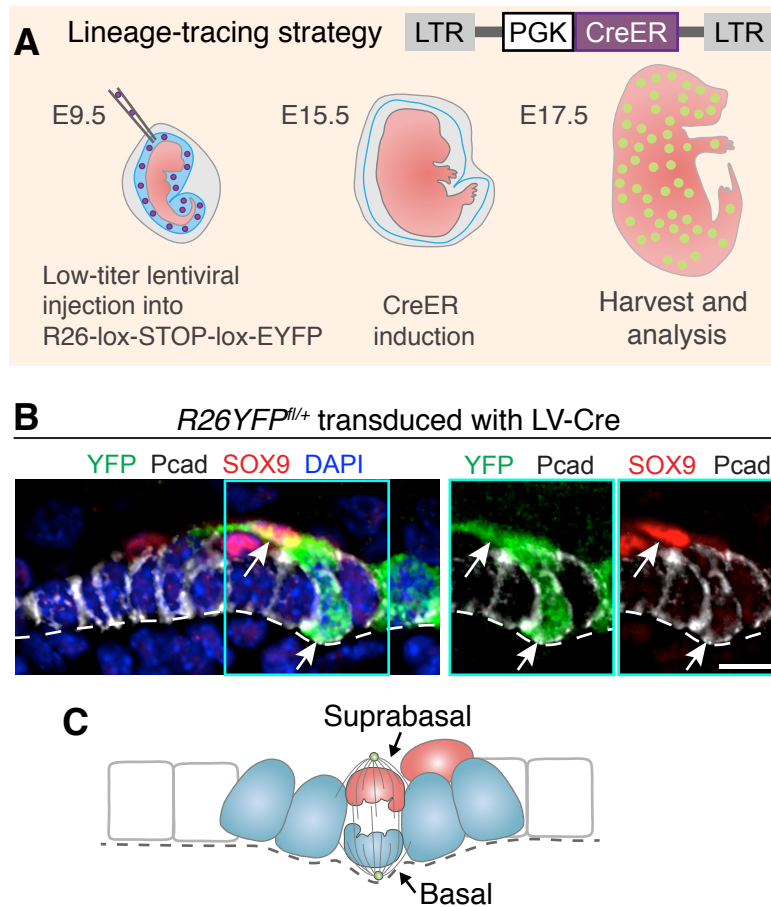 A Lineage-tracing strategy LTR PGK CreER LTR
E9.5 E15.5 E17.5
Low-titer lentiviral
injection into
R26-lox-STOP-lox-EYFP
CreER
induction
Harvest and
analysis
B
R26YFPfl/+ transduced with LV-Cre
YFP Pcad SOX9 DAPI YFP Pcad SOX9 Pcad
C
Suprabasal
Basal